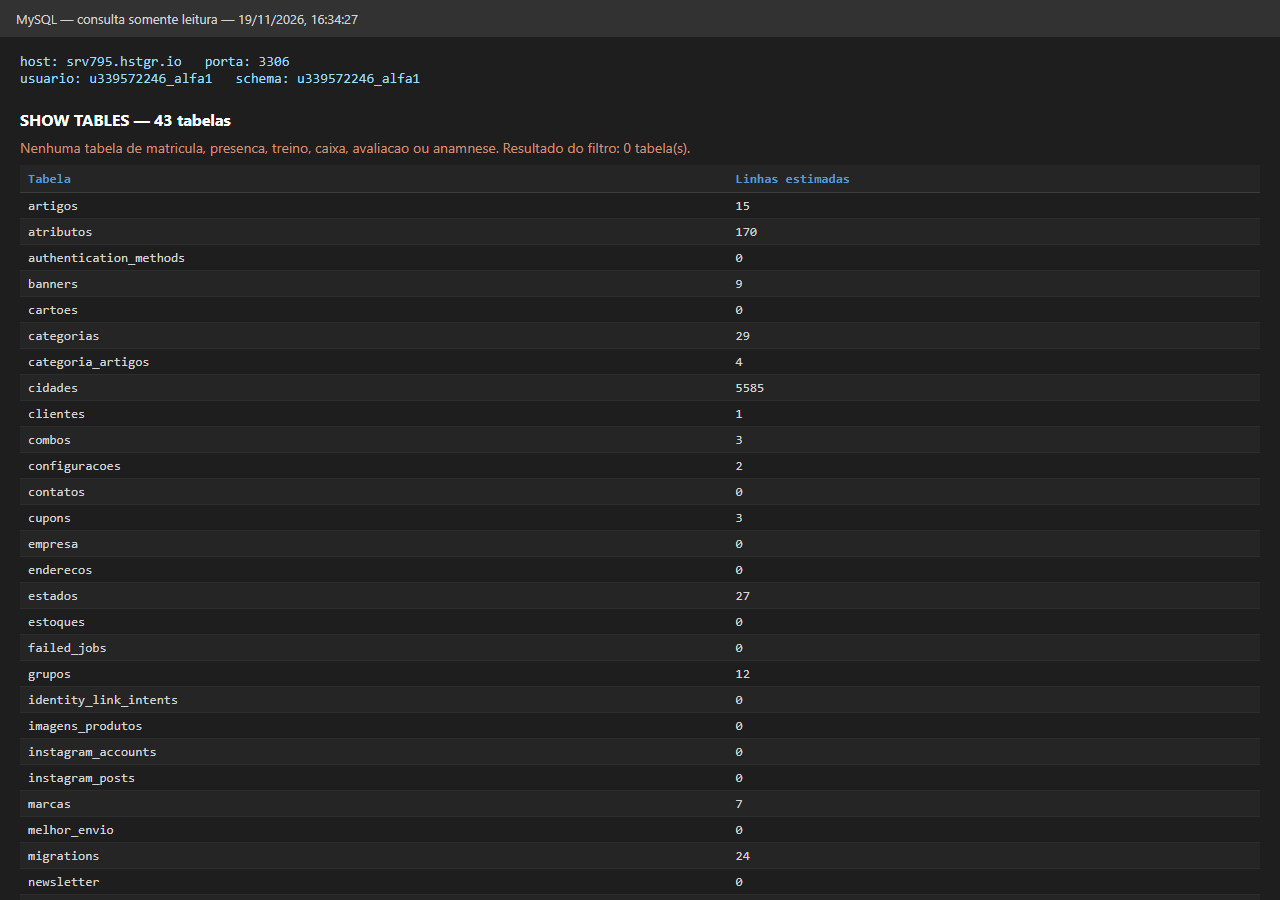 MySQL — consulta somente leitura — 19/11/2026, 16:34:27
host: srv795.hstgr.io porta: 3306
usuario: u339572246_alfa1 schema: u339572246_alfa1
SHOW TABLES — 43 tabelas
Nenhuma tabela de matricula, presenca, treino, caixa, avaliacao ou anamnese. Resultado do filtro: 0 tabela(s).
Tabela Linhas estimadas
artigos 15
atributos 170
authentication_methods 0
banners 9
cartoes 0
categorias 29
categoria_artigos 4
cidades 5585
clientes 1
combos 3
configuracoes 2
contatos 0
cupons 3
empresa 0
enderecos 0
estados 27
estoques 0
failed_jobs 0
grupos 12
identity_link_intents 0
imagens_produtos 0
instagram_accounts 0
instagram_posts 0
marcas 7
melhor_envio 0
migrations 24
newsletter 0